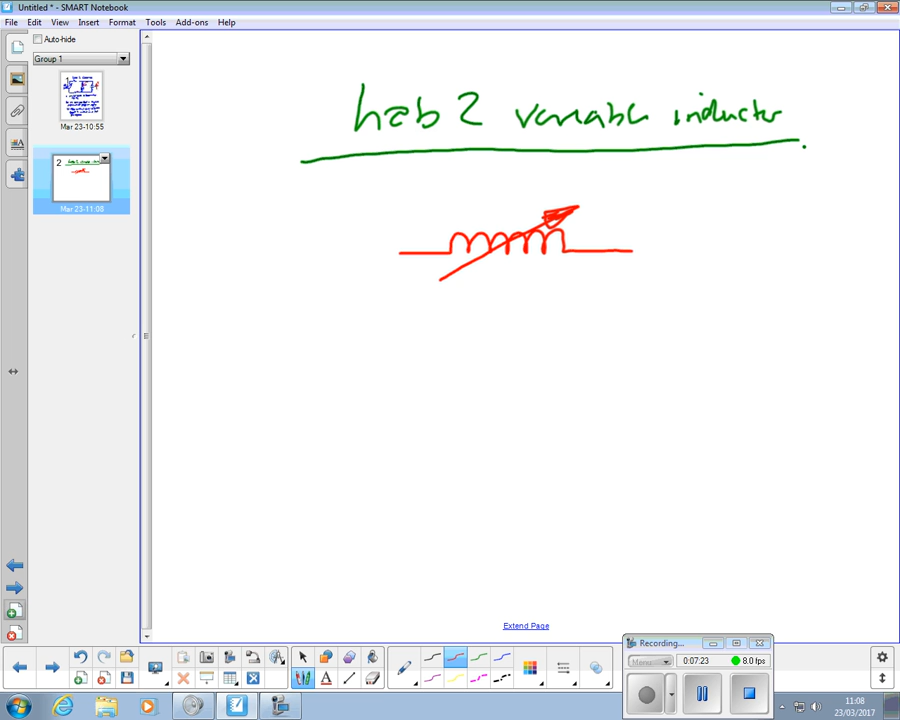 Untitled * - SMART Notebook
File Edit View Insert Format Tools Add-ons Help
Auto-hide
Group 1
Mar 23-10:55
2
Mar 23-11:08
variable inductor
Extend Page
Recording...
Menu
0:07:23
8.0 fps
11:08
23/03/2017